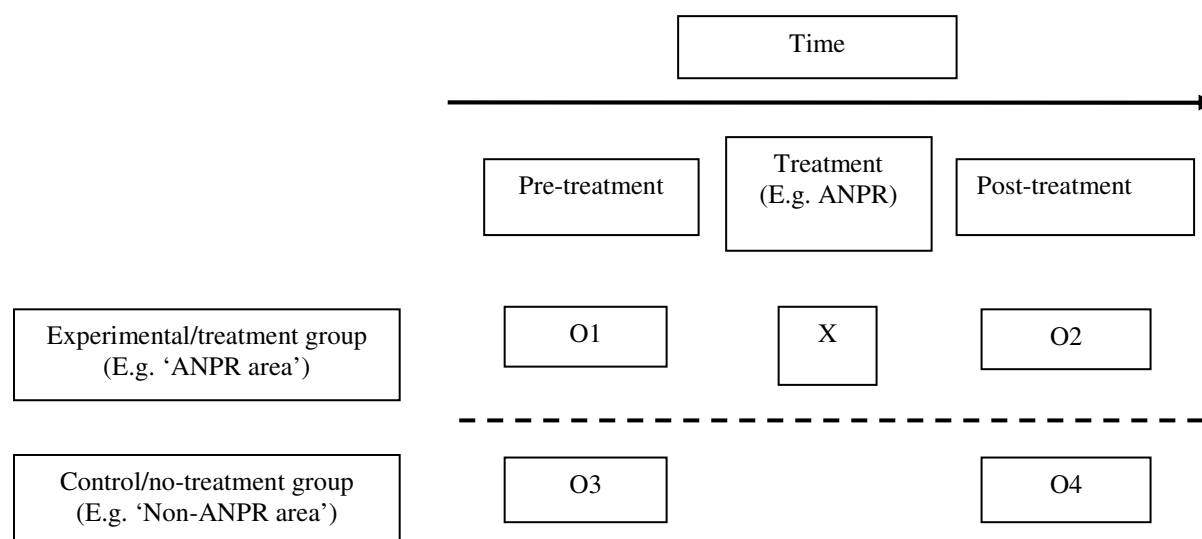 Time
Pre-treatment
Treatment
(E.g. ANPR)
Post-treatment
Experimental/treatment group
(E.g. ‘ANPR area’)
O1
X
O2
Control/no-treatment group
(E.g. ‘Non-ANPR area’)
O3
O4